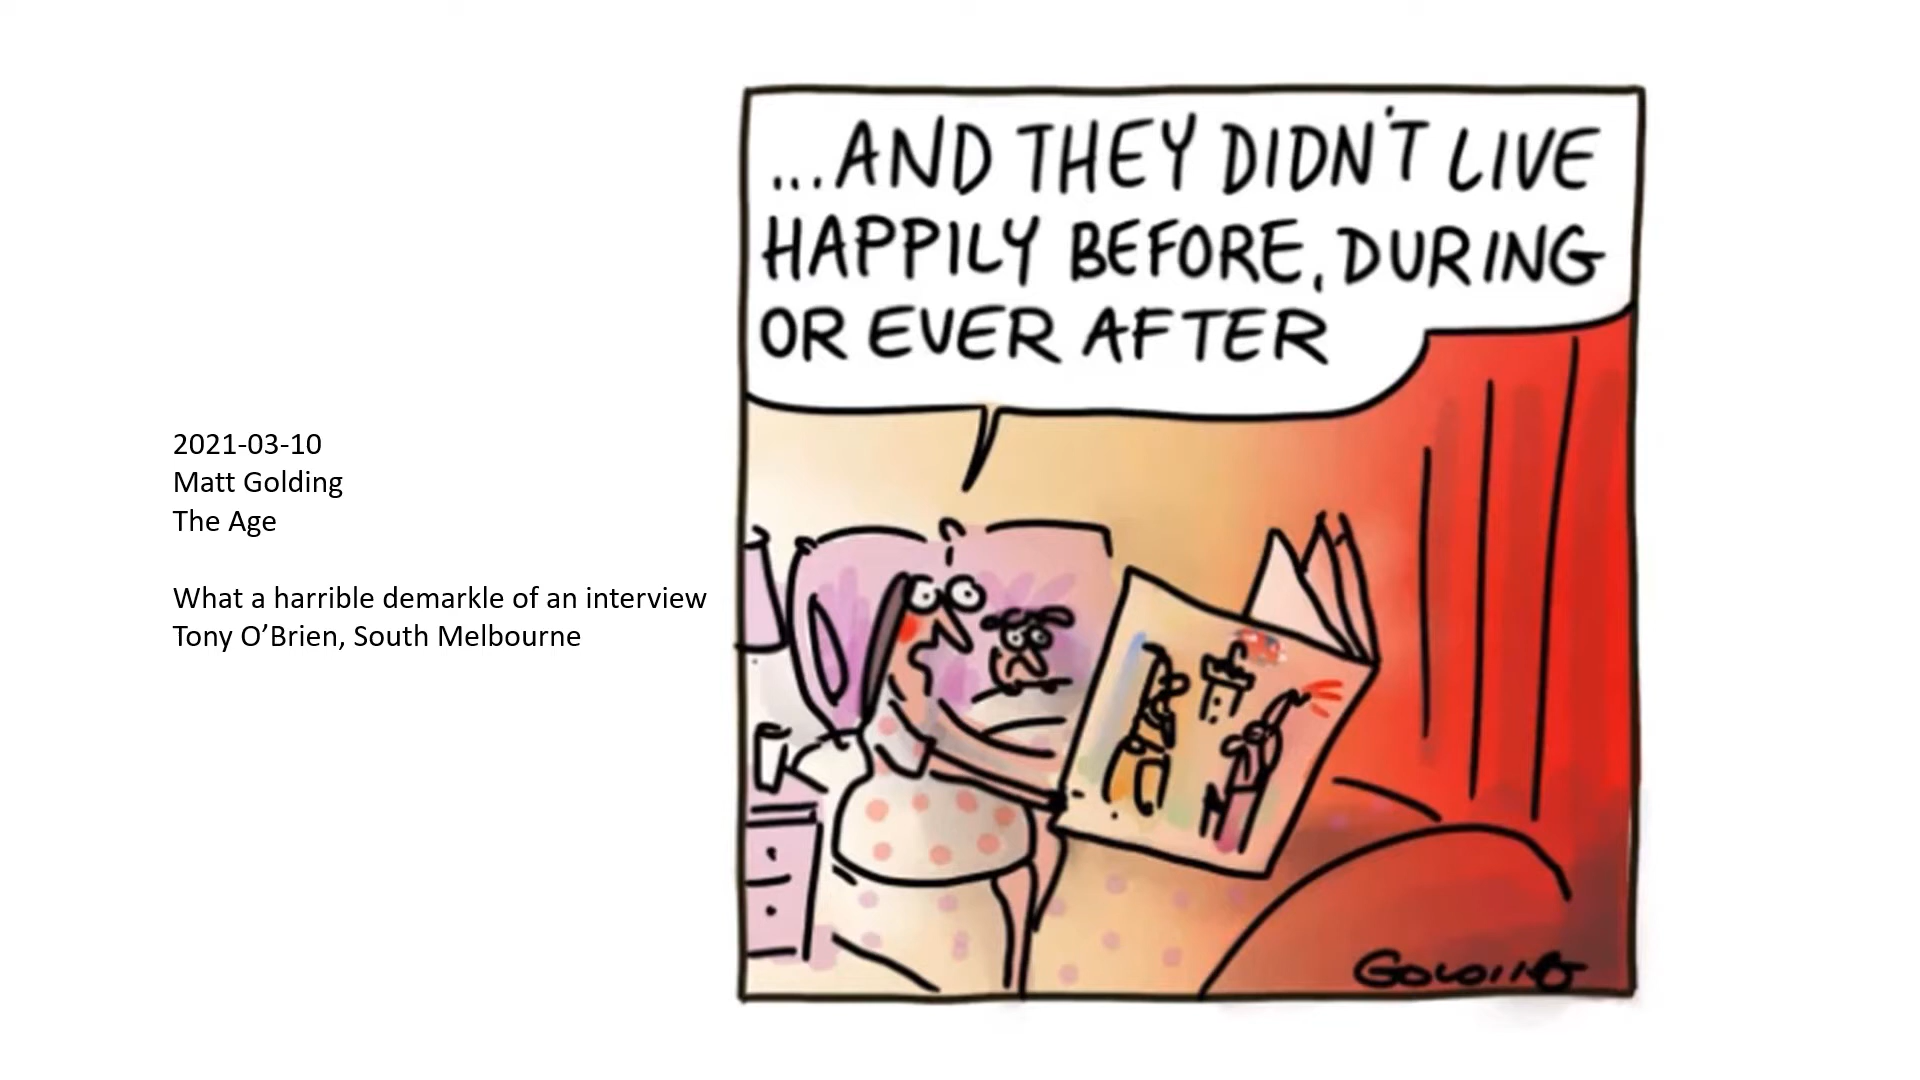 ...AND THEY DIDN'T LIVE
HAPPILY BEFORE, DURING
OR EVER AFTER
2021-03-10
Matt Golding
The Age
What a harrible demarkle of an interview
Tony O’Brien, South Melbourne
GOLDING